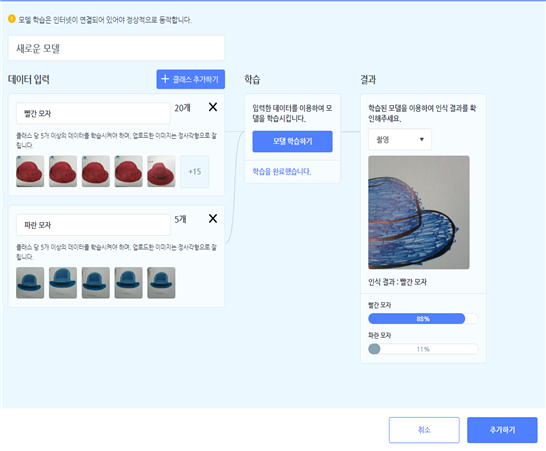 모델 학습은 인터넷이 연결되어 있어야 정상적으로 동작합니다.
새로운 모델
데이터 입력
+ 클래스 추가하기
빨간 모자
20개
클래스 당 5개 이상의 데이터를 학습시켜야 하며, 업로드한 이미지는 정사각형으로 잘
립니다.
+15
파란 모자
5개
클래스 당 5개 이상의 데이터를 학습시켜야 하며, 업로드한 이미지는 정사각형으로 잘
립니다.
학습
입력한 데이터를 이용하여 모
델을 학습시킵니다.
모델 학습하기
학습을 완료했습니다.
결과
학습된 모델을 이용하여 인식 결과를 확
인해주세요.
촬영
인식 결과 : 빨간 모자
빨간 모자
88%
파란 모자
11%
취소
추가하기